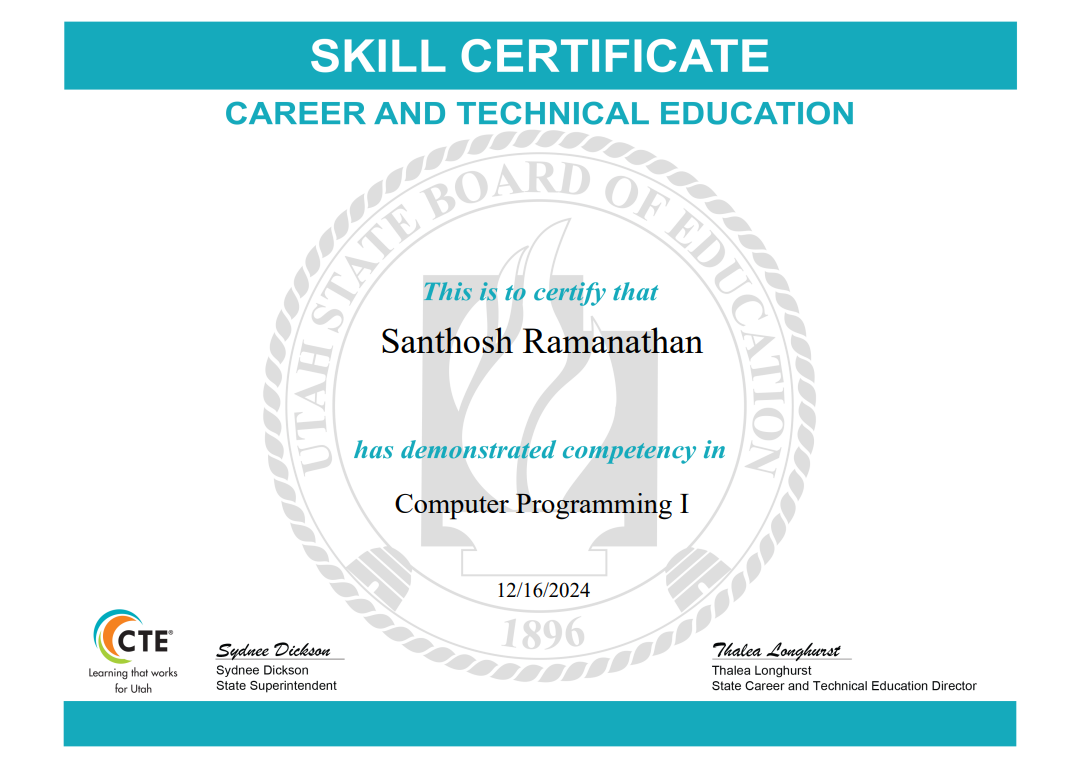 SKILL CERTIFICATE
CAREER AND TECHNICAL EDUCATION
UTAH STATE BOARD OF EDUCATION
This is to certify that
Santhosh Ramanathan
has demonstrated competency in
Computer Programming I
12/16/2024
1896
CTE®
Learning that works
for Utah
Sydnee Dickson
Sydnee Dickson
State Superintendent
Thalea Longhurst
Thalea Longhurst
State Career and Technical Education Director